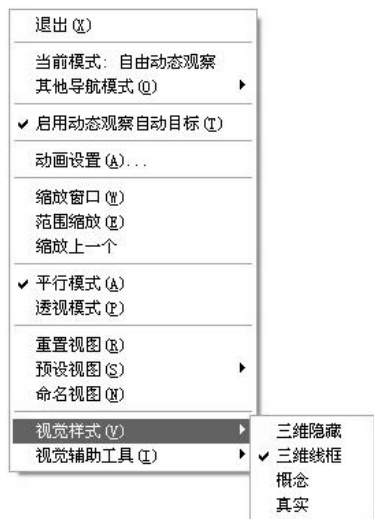 退出(X)
当前模式: 自由动态观察
其他导航模式(O)
启用动态观察自动目标(T)
动画设置(A)...
缩放窗口(W)
范围缩放(E)
缩放上一个
平行模式(A)
透视模式(P)
重置视图(R)
预设视图(S)
命名视图(N)
视觉样式(V)
视觉辅助工具(I)
三维隐藏
三维线框
概念
真实